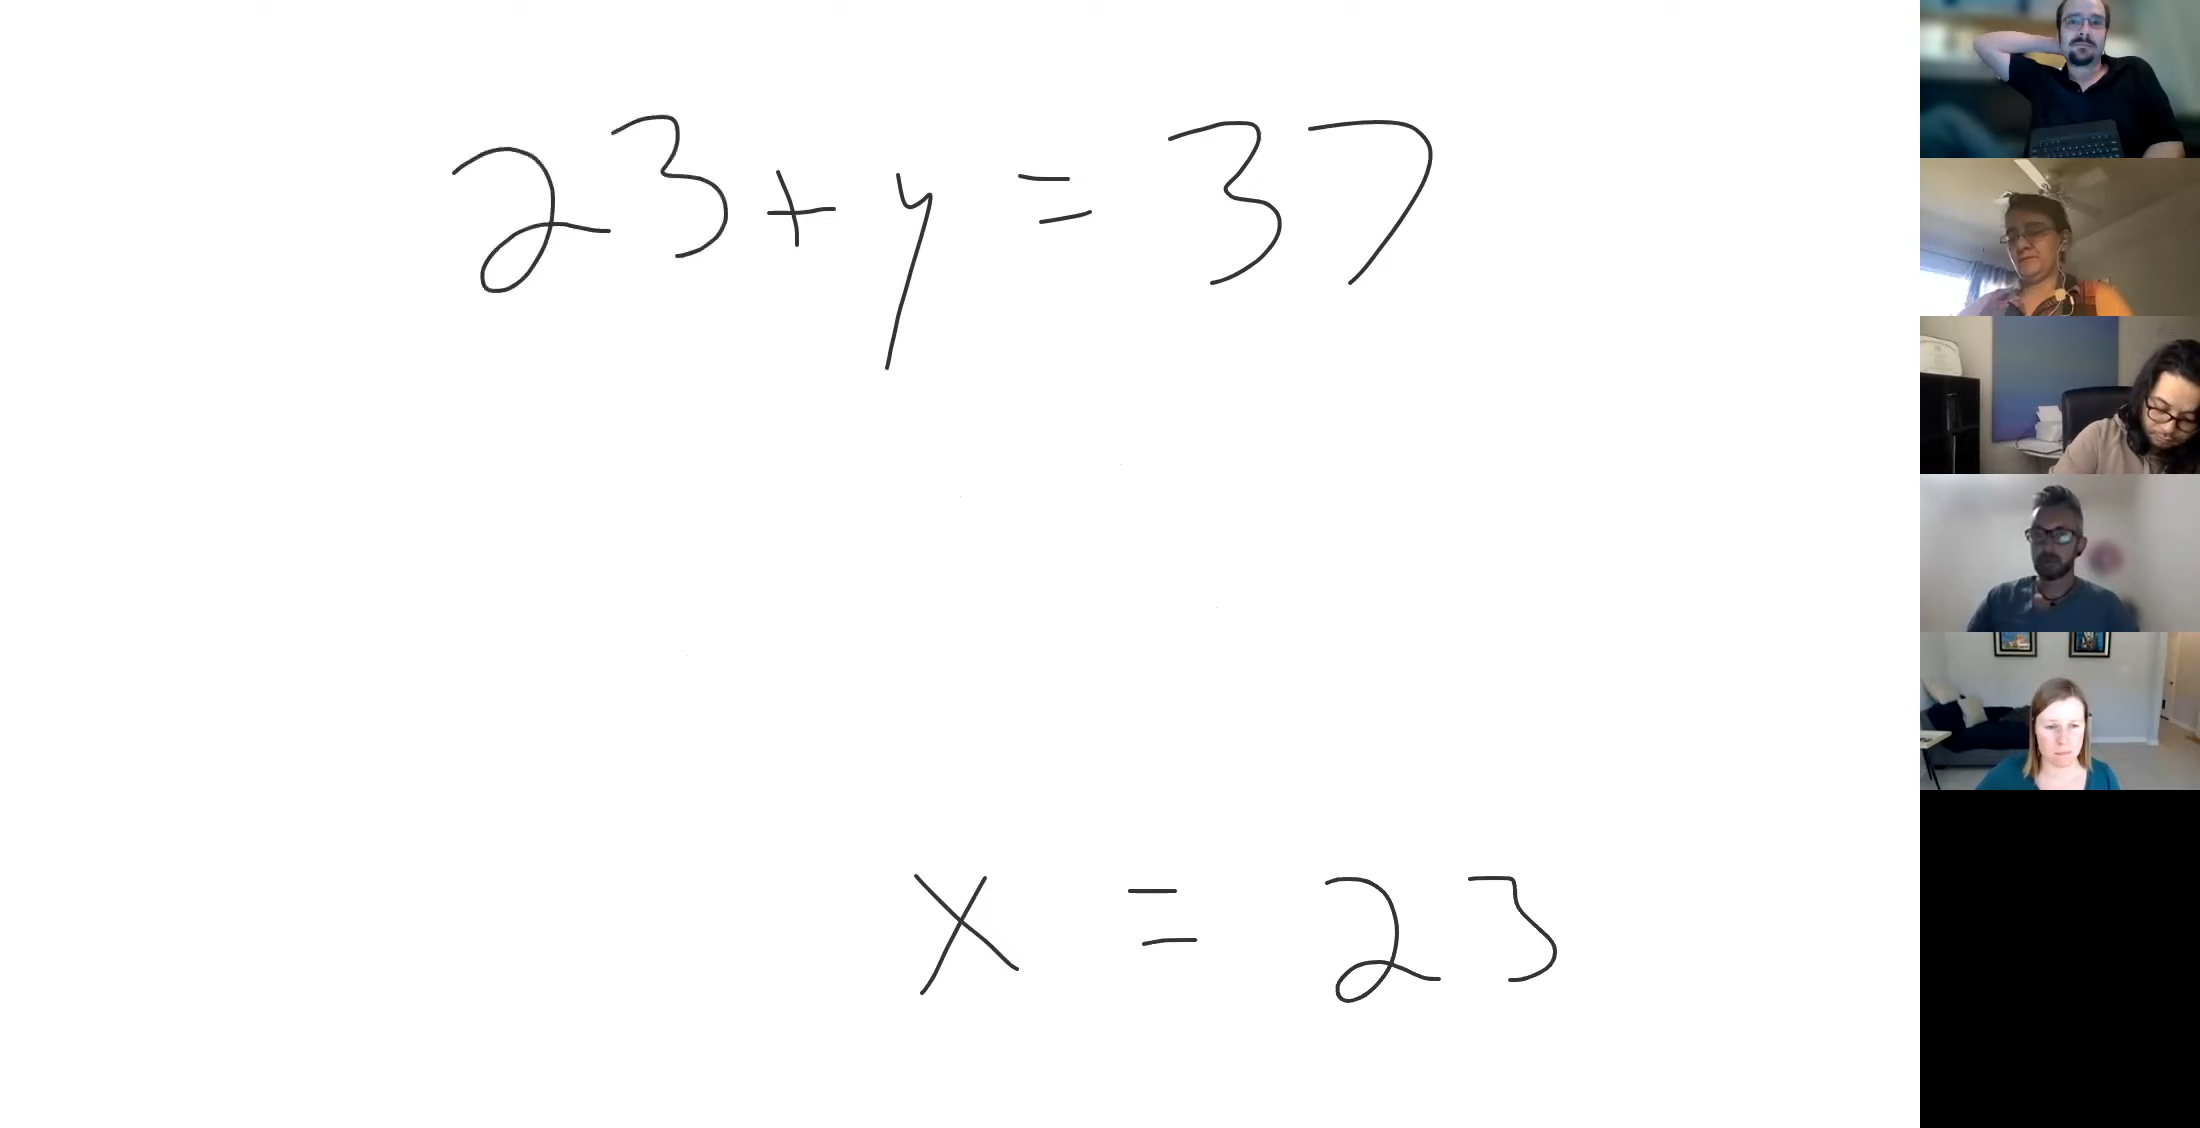 23 + y = 37
x = 23